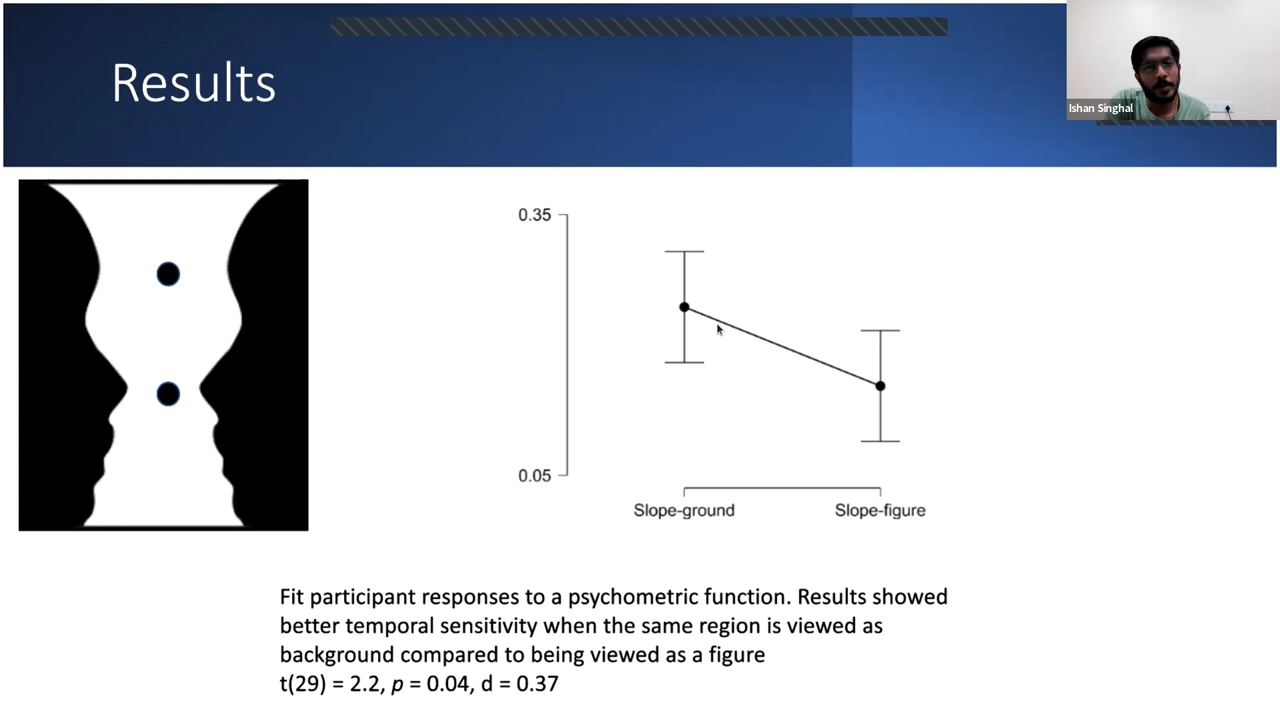 Results
Ishan Singhal
0.35
0.05
Slope-ground
Slope-figure
Fit participant responses to a psychometric function. Results showed
better temporal sensitivity when the same region is viewed as
background compared to being viewed as a figure
t(29) = 2.2, p = 0.04, d = 0.37